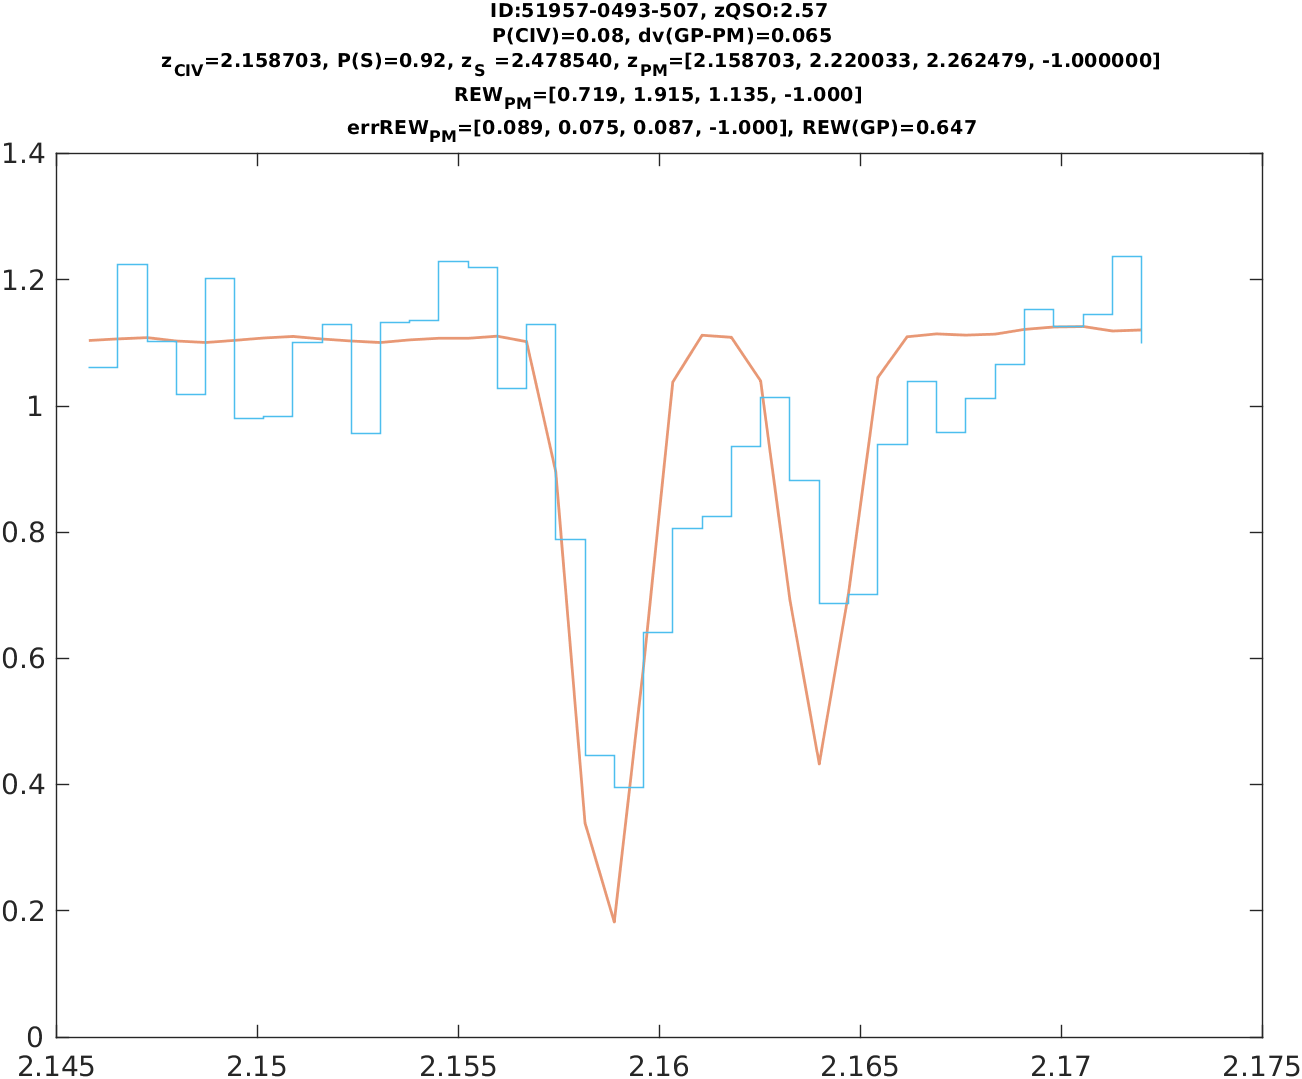 ID:51957-0493-507, zQSO:2.57
P(CIV)=0.08, dv(GP-PM)=0.065
zCIV=2.158703, P(S)=0.92, zS =2.478540, zPM=[2.158703, 2.220033, 2.262479, -1.000000]
REWPM=[0.719, 1.915, 1.135, -1.000]
errREWPM=[0.089, 0.075, 0.087, -1.000], REW(GP)=0.647
1.4
1.2
1
0.8
0.6
0.4
0.2
0
2.145 2.15 2.155 2.16 2.165 2.17 2.175